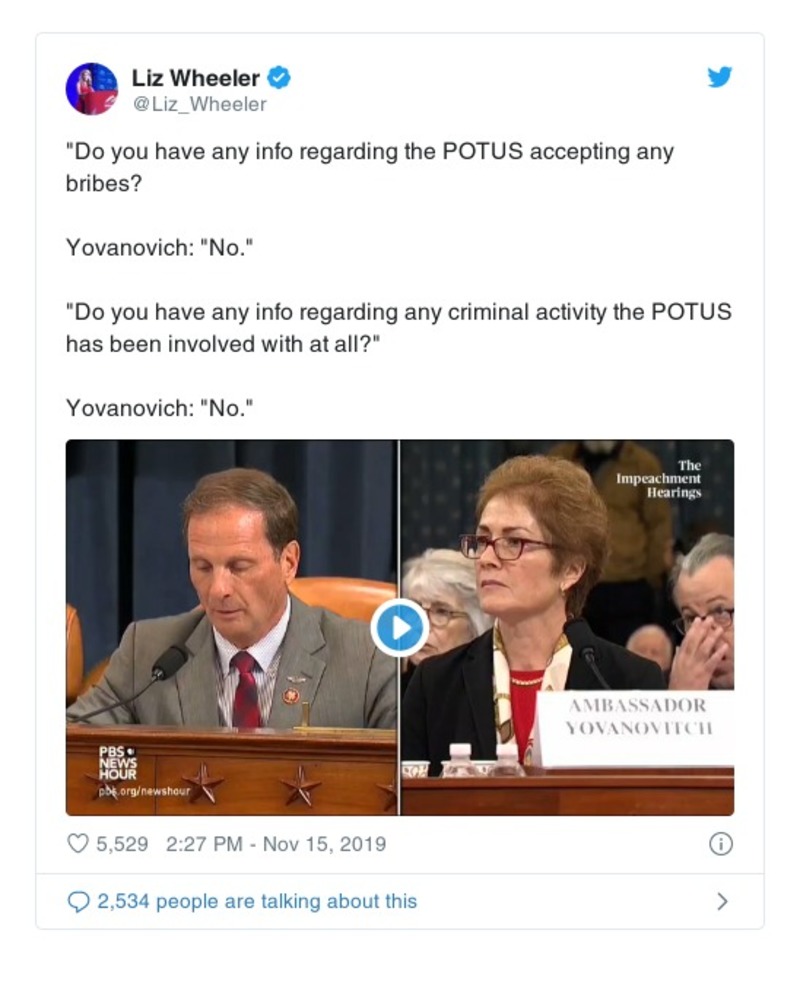 Liz Wheeler
@Liz_Wheeler
"Do you have any info regarding the POTUS accepting any
bribes?
Yovanovich: "No."
"Do you have any info regarding any criminal activity the POTUS
has been involved with at all?"
Yovanovich: "No."
The
Impeachment
Hearings
AMBASSADOR
YOVANOVITCH
PBS
NEWS
HOUR
pbs.org/newshour
5,529 2:27 PM - Nov 15, 2019
2,534 people are talking about this